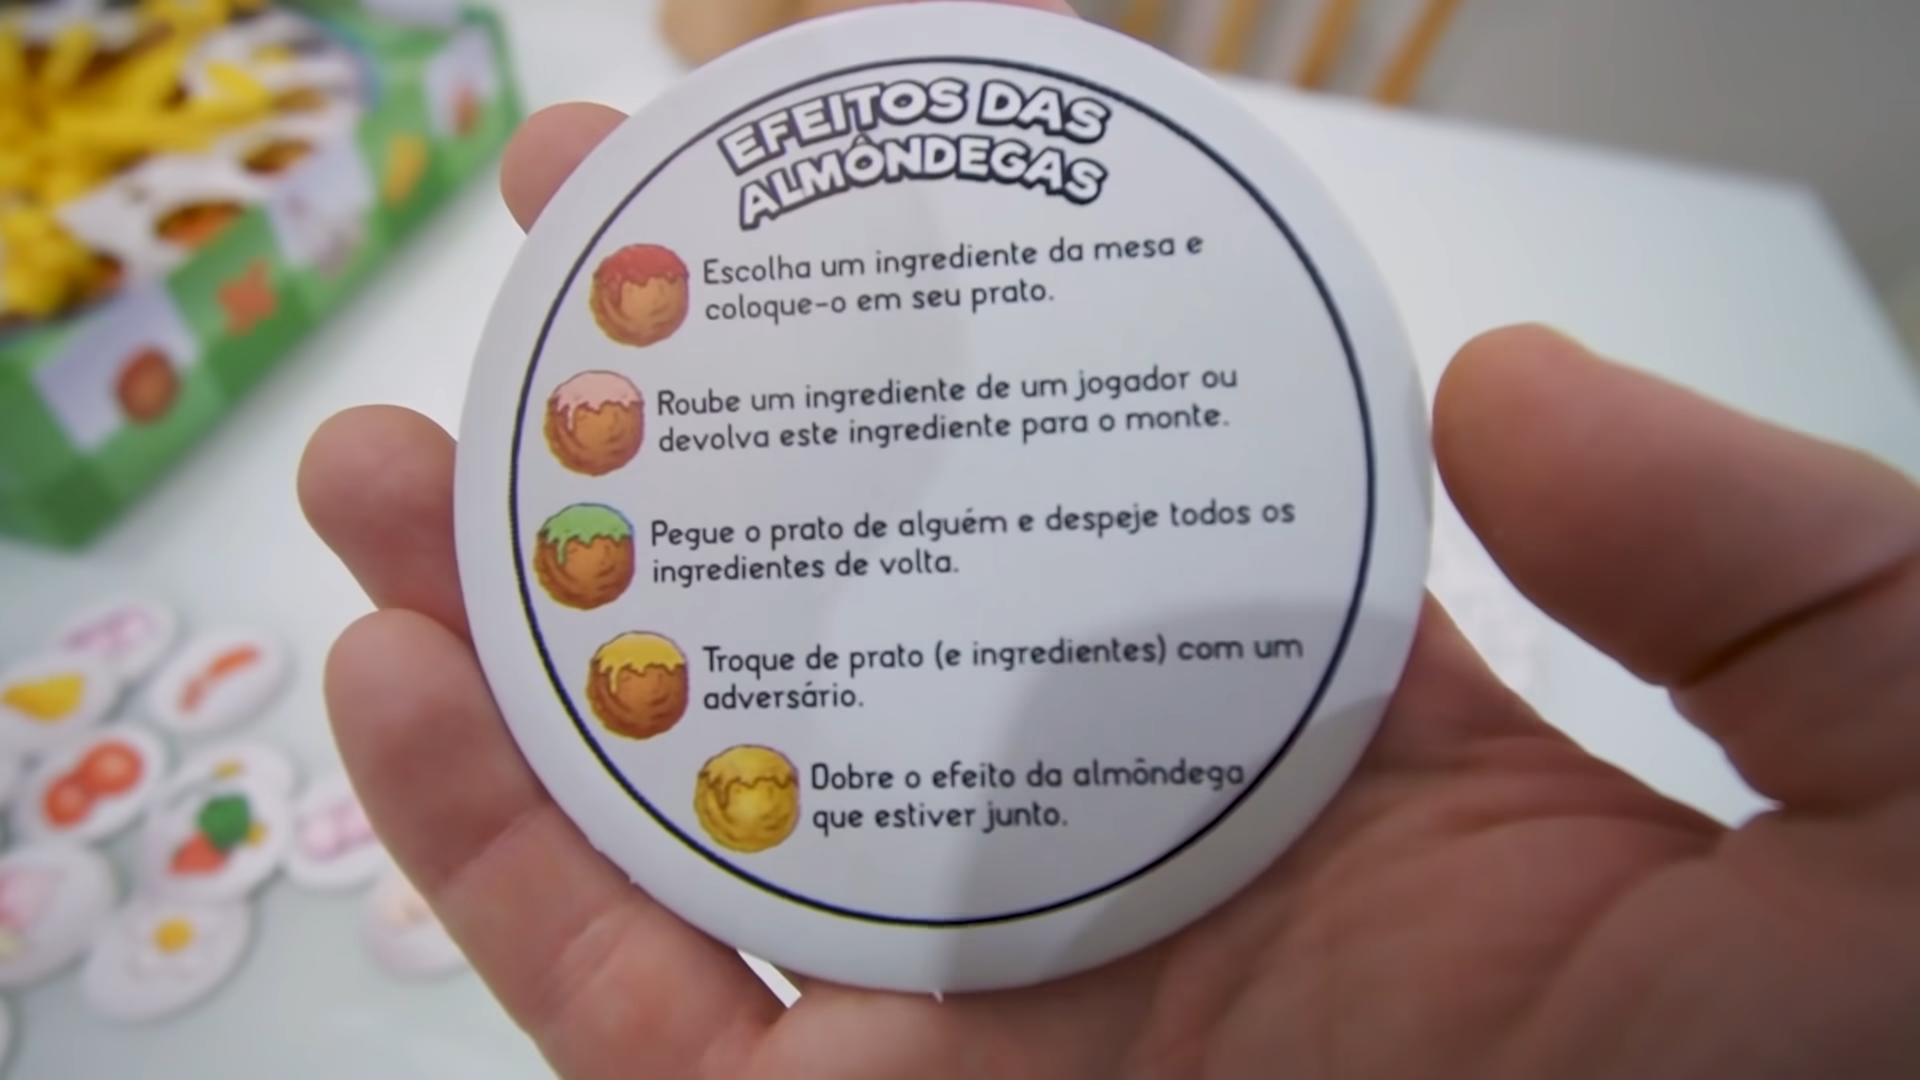 EFEITOS DAS
ALMÔNDEGAS
Escolha um ingrediente da mesa e
coloque-o em seu prato.
Roube um ingrediente de um jogador ou
devolva este ingrediente para o monte.
Pegue o prato de alguém e despeje todos os
ingredientes de volta.
Troque de prato (e ingredientes) com um
adversário.
Dobre o efeito da almôndega
que estiver junto.